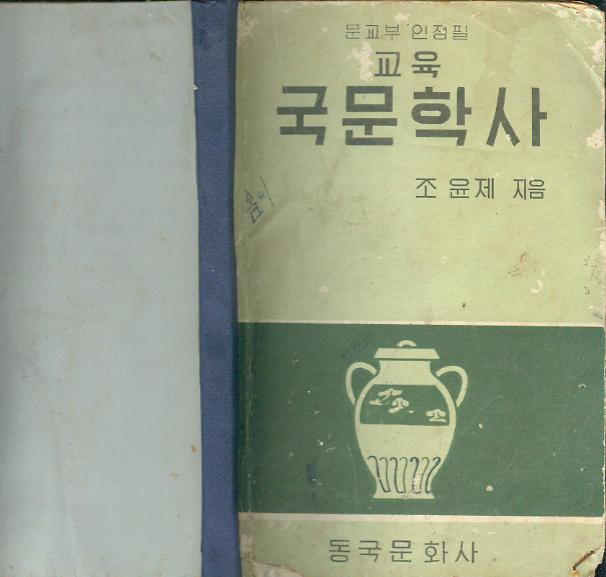 문교부 인정필
교육
국문학사
조윤제 지음
동국문화사